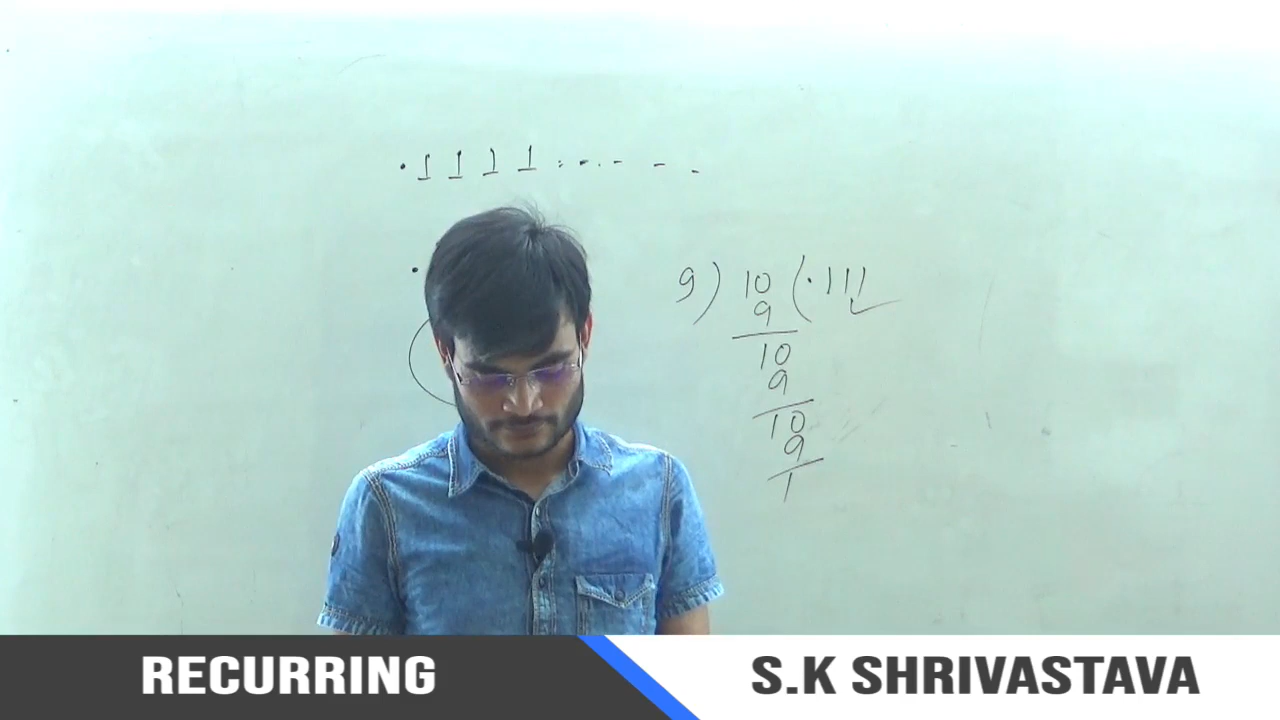 .1111.......
9) 10 (.111
9
10
9
10
9
1
RECURRING
S.K SHRIVASTAVA